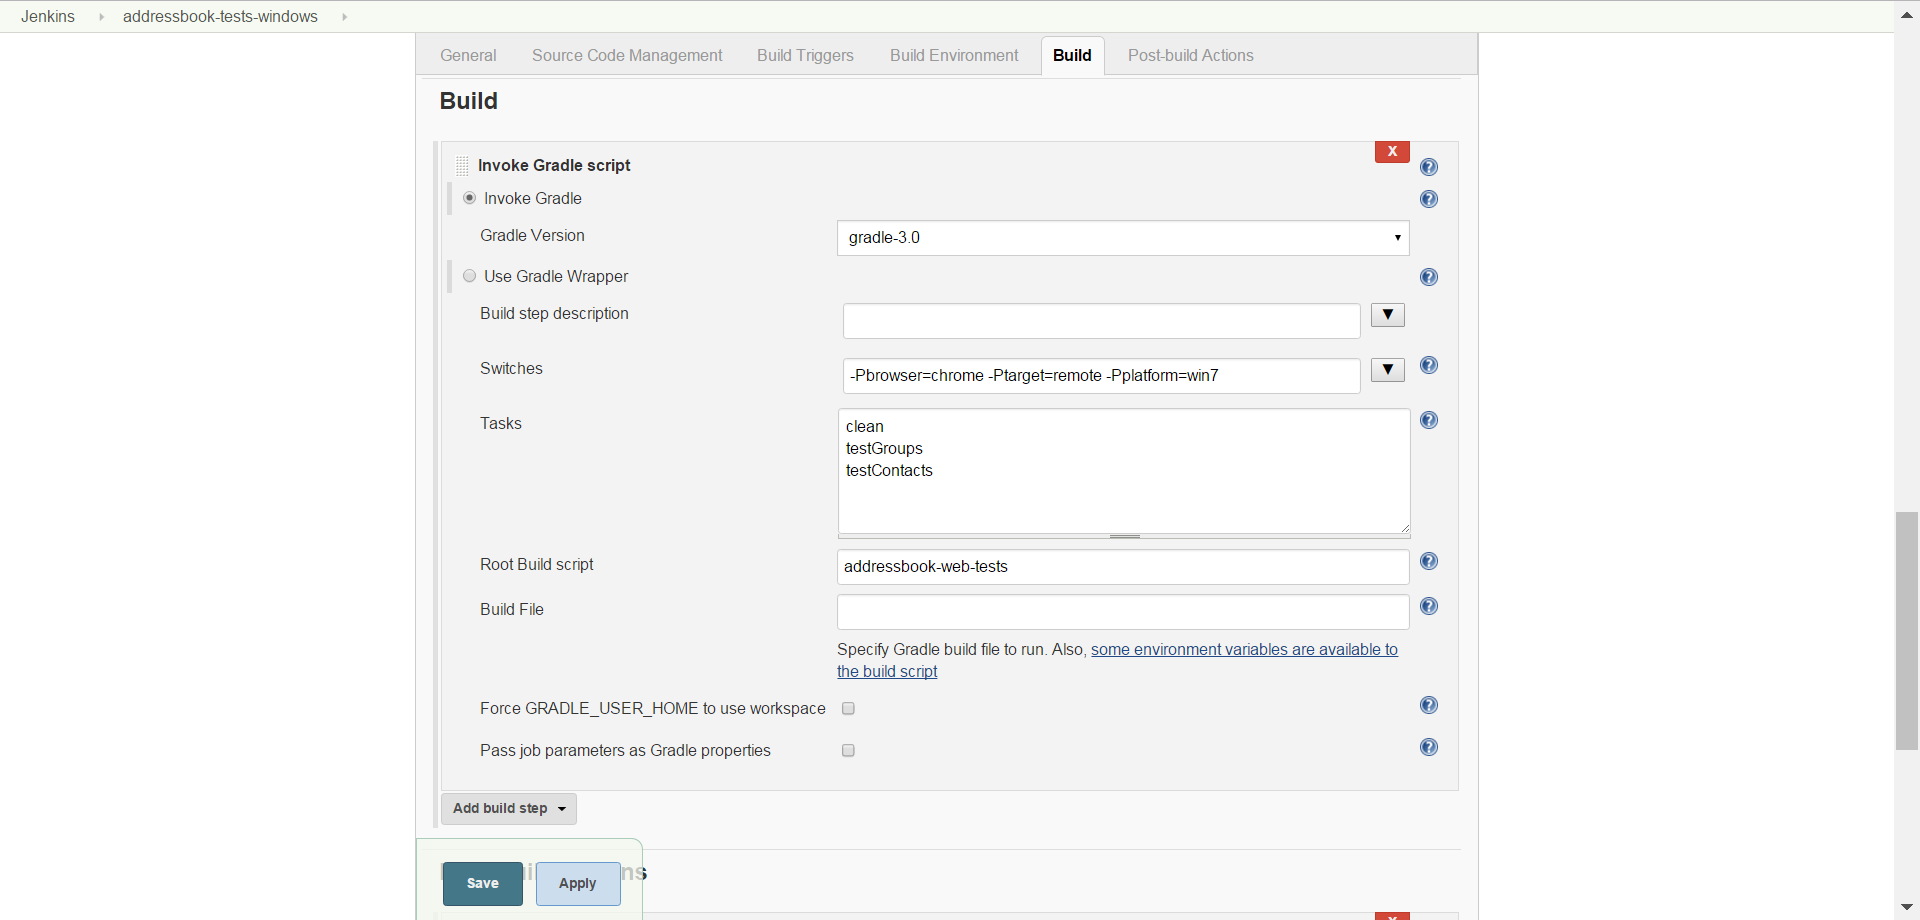 Jenkins addressbook-tests-windows
General Source Code Management Build Triggers Build Environment Build Post-build Actions
Build
X
Invoke Gradle script
Invoke Gradle
Gradle Version gradle-3.0
Use Gradle Wrapper
Build step description
Switches -Pbrowser=chrome -Ptarget=remote -Pplatform=win7
Tasks clean
testGroups
testContacts
Root Build script addressbook-web-tests
Build File
Specify Gradle build file to run. Also, some environment variables are available to
the build script
Force GRADLE_USER_HOME to use workspace
Pass job parameters as Gradle properties
Add build step
Save Apply